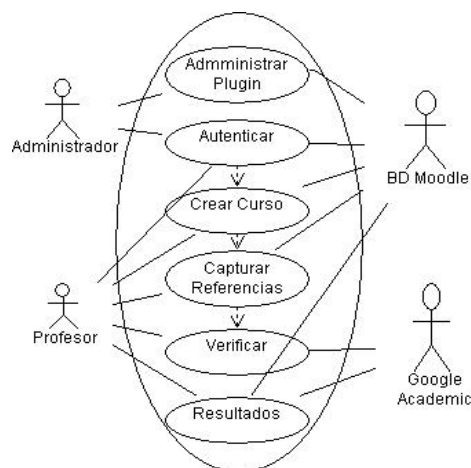 Admministrar
Plugin
Administrador
Autenticar
BD Moodle
Crear Curso
Capturar
Referencias
Profesor
Verificar
Google
Academic
Resultados